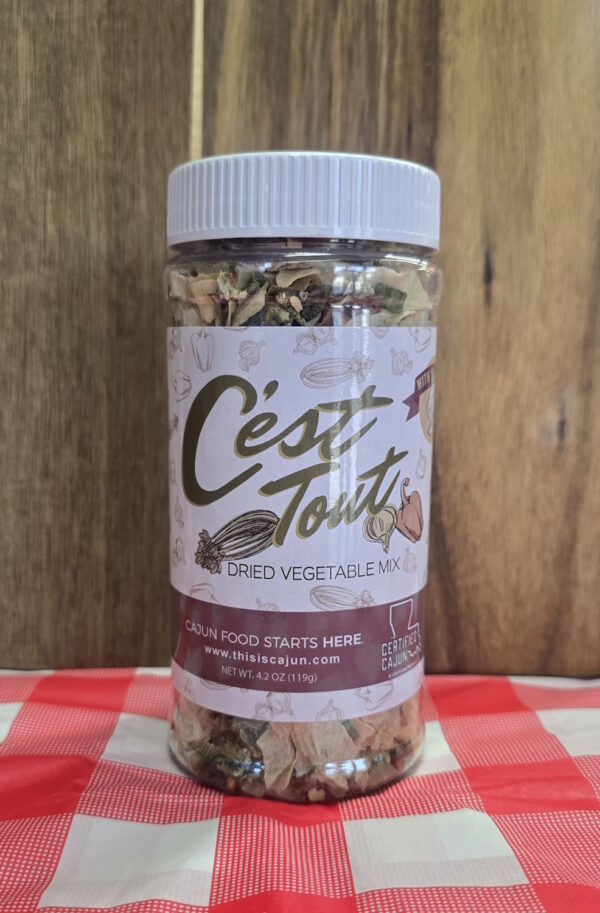 C'est
Tout
WITH
DRIED VEGETABLE MIX
CAJUN FOOD STARTS HERE.
www.thisiscajun.com
NET WT. 4.2 OZ (119g)
CERTIFIED
CAJUN